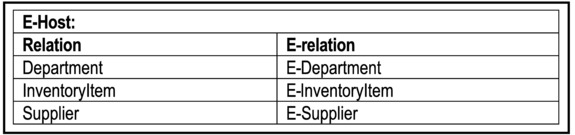 E-Host:
Relation E-relation
Department E-Department
InventoryItem E-InventoryItem
Supplier E-Supplier